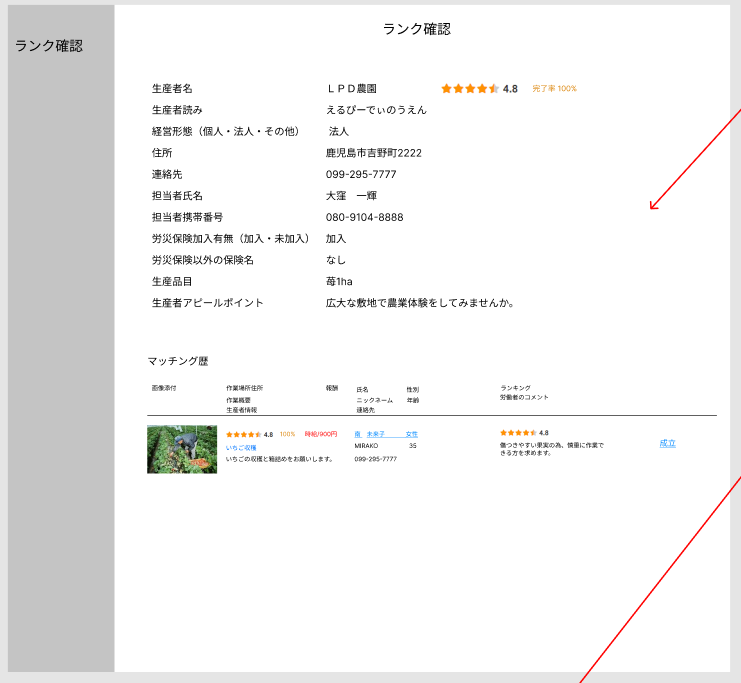 ランク確認
ランク確認
生産者名 ＬＰＤ農園 4.8 完了率 100%
生産者読み えるぴーでぃのうえん
経営形態（個人・法人・その他） 法人
住所 鹿児島市吉野町2222
連絡先 099-295-7777
担当者氏名 大窪　一輝
担当者携帯番号 080-9104-8888
労災保険加入有無（加入・未加入） 加入
労災保険以外の保険名 なし
生産品目 苺1ha
生産者アピールポイント 広大な敷地で農業体験をしてみませんか。
マッチング歴
画像添付 作業場所住所 報酬 氏名 性別 ランキング
作業概要 ニックネーム 年齢 労働者のコメント
生産者情報 連絡先
4.8 100% 時給/900円 南　未来子 女性 4.8
いちご収穫 MIRAKO 35 傷つきやすい果実の為、慎重に作業で 成立
いちごの収穫と箱詰めをお願いします。 099-295-7777 きる方を求めます。